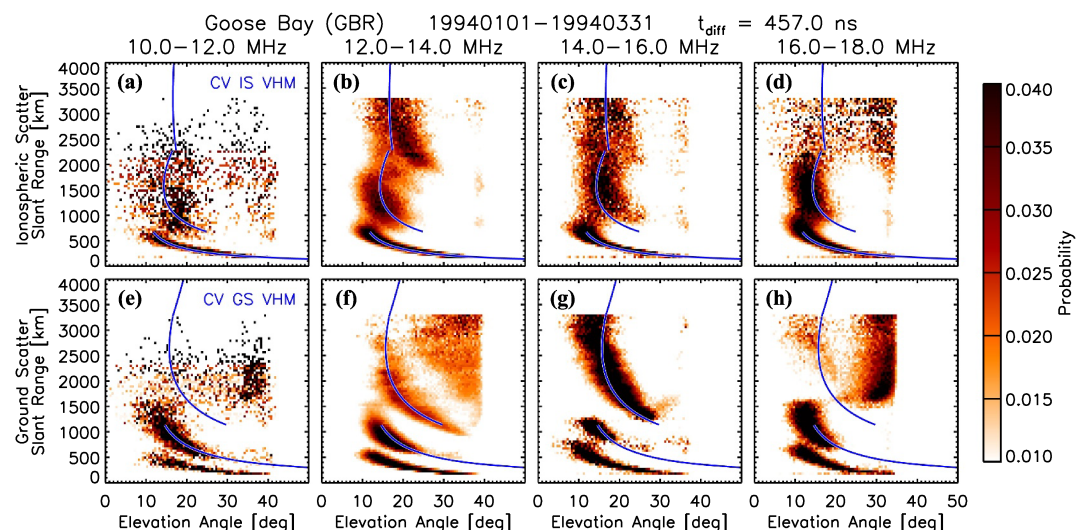 Goose Bay (GBR) 19940101−19940331 t_diff = 457.0 ns
10.0−12.0 MHz 12.0−14.0 MHz 14.0−16.0 MHz 16.0−18.0 MHz
Ionospheric Scatter
Slant Range [km]
4000
3500
3000
2500
2000
1500
1000
500
0
(a) CV IS VHM (b) (c) (d)
Ground Scatter
Slant Range [km]
4000
3500
3000
2500
2000
1500
1000
500
0
(e) CV GS VHM (f) (g) (h)
0 10 20 30 40 0 10 20 30 40 0 10 20 30 40 0 10 20 30 40 50
Elevation Angle [deg] Elevation Angle [deg] Elevation Angle [deg] Elevation Angle [deg]
0.040
0.030
0.025
0.020
0.015
0.010
Probability